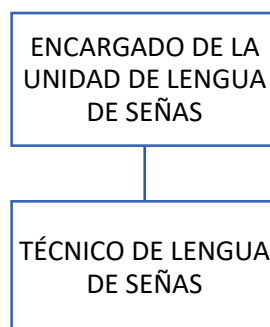 ENCARGADO DE LA
UNIDAD DE LENGUA
DE SEÑAS
TÉCNICO DE LENGUA
DE SEÑAS